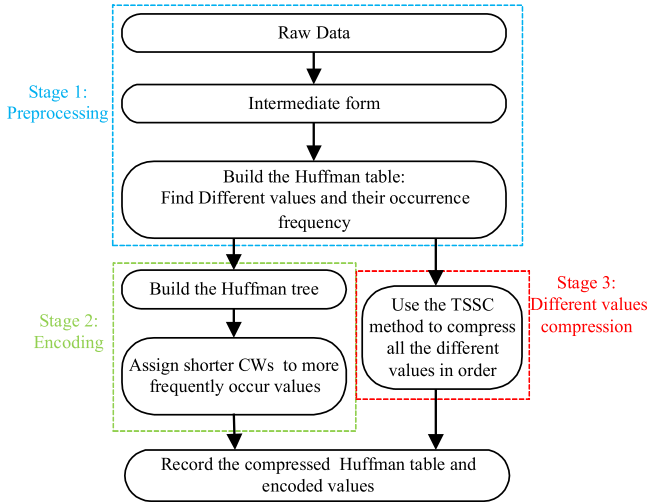 Raw Data
Stage 1:
Preprocessing
Intermediate form
Build the Huffman table:
Find Different values and their occurrence
frequency
Stage 2:
Encoding
Build the Huffman tree
Assign shorter CWs to more
frequently occur values
Stage 3:
Different values
compression
Use the TSSC
method to compress
all the different
values in order
Record the compressed Huffman table and
encoded values